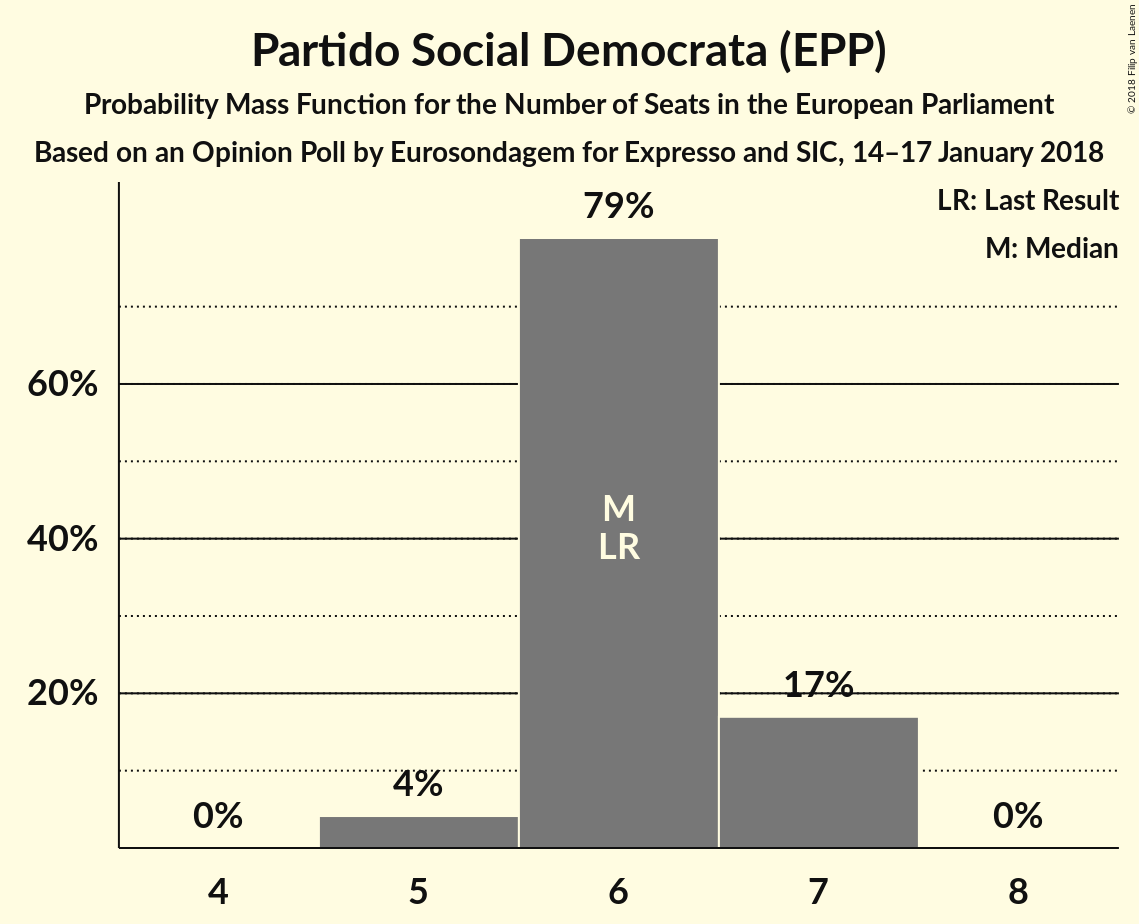 Partido Social Democrata (EPP)
Probability Mass Function for the Number of Seats in the European Parliament
Based on an Opinion Poll by Eurosondagem for Expresso and SIC, 14–17 January 2018
© 2018 Filip van Laenen
LR: Last Result
M: Median
79%
60%
M
40%
LR
20%
17%
4%
0%
0%
4 5 6 7 8